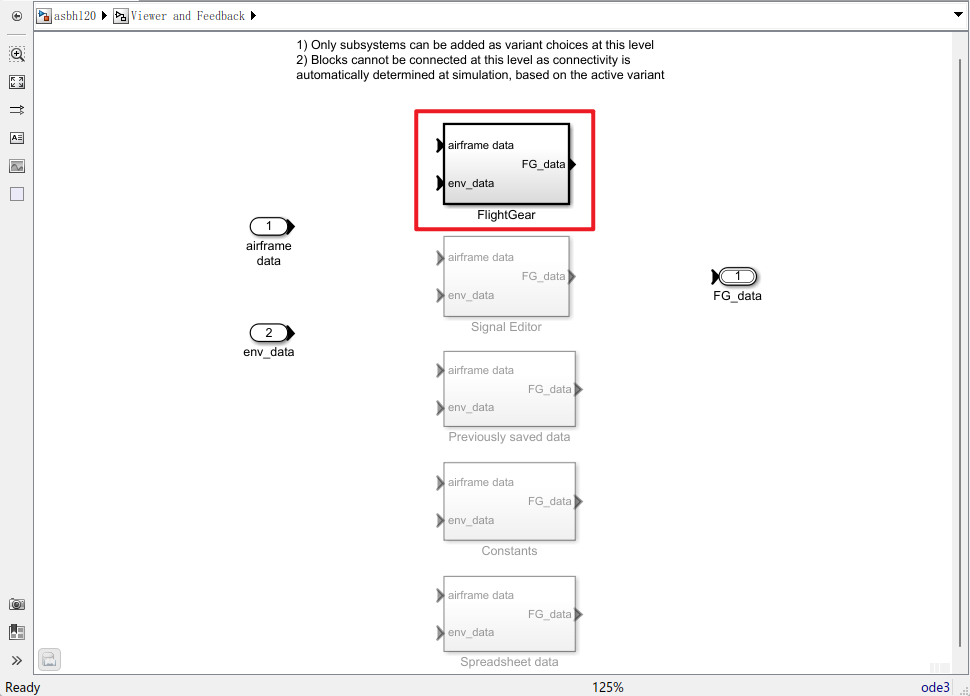 asbhl20 Viewer and Feedback
1) Only subsystems can be added as variant choices at this level
2) Blocks cannot be connected at this level as connectivity is
automatically determined at simulation, based on the active variant
airframe data
FG_data
env_data
FlightGear
1
airframe
data
airframe data
FG_data
env_data
Signal Editor
1
FG_data
2
env_data
airframe data
FG_data
env_data
Previously saved data
airframe data
FG_data
env_data
Constants
airframe data
FG_data
env_data
Spreadsheet data
Ready
125%
ode3